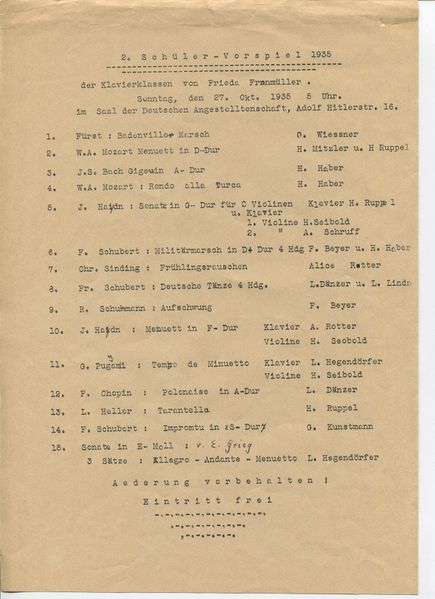 2. Schüler-Vorspiel 1935
der Klavierklassen von Frieda Frnnmüller.
Sonntag, den 27. Okt. 1935 5 Uhr.
im Saal der Deutschen Angestelltenschaft, Adolf Hitlerstr. 16.
1. Fürst : Badenviller Marsch G. Wiessner
2. W.A. Mozart Menuett in D-Dur H. Hitzler u. H Ruppel
3. J.S. Bach Gigewin A- Dur H. Haber
4. W.A. Mozart : Rondo alla Turca H. Haber
5. J. Haydn : Sonate in G- Dur für 2 Violinen Klavier H. Ruppel
u. Klavier
1. Violine H.Seibold
2. " A. Schruff
6. F. Schubert : Militärmarsch in D Dur 4 Hdg F. Beyer u. H. Haber
7. Chr. Sinding : Frühlingsrauschen Alice Rotter
8. Fr. Schubert : Deutsche Tänze 4 Hdg. L.Dänzer u. L. Lindn
9. R. Schuhmann : Aufschwung F. Beyer
10. J. Haydn : Menuett in F- Dur Klavier A. Rotter
Violine H. Seobold
11. G. Pugani : Tempo de Minuetto Klavier L. Hegendörfer
Violine H. Seibold
12. F. Chopin : Polonaise in A-Dur L. Dänzer
13. L. Heller : Tarantella H. Ruppel
14. F. Schubert : Impromtu in aS- Dur G. Kunstmann
15. Sonate in E- Moll : v. E. Grieg
3 Sätze : Allegro - Andante - Menuetto L. Hegendörfer
Aederung vorbehalten !
Eintritt frei